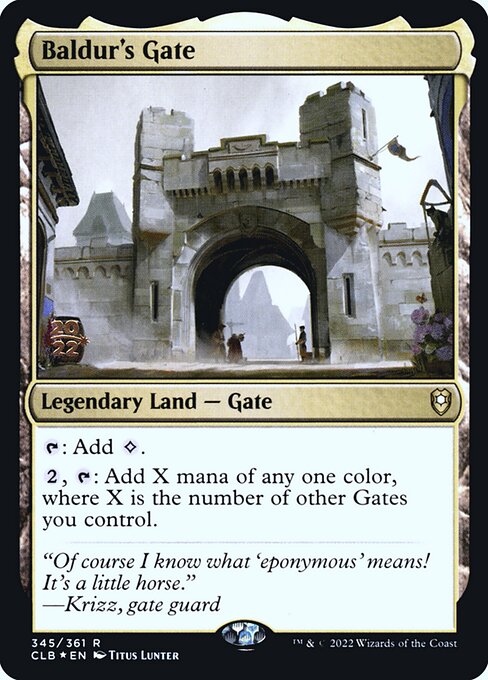 Baldur's Gate
20
22
Legendary Land — Gate
: Add .
2, : Add X mana of any one color,
where X is the number of other Gates
you control.
“Of course I know what ‘eponymous’ means!
It's a little horse.”
—Krizz, gate guard
345/361 R
CLB ★ EN Titus Lunter
™ & © 2022 Wizards of the Coast